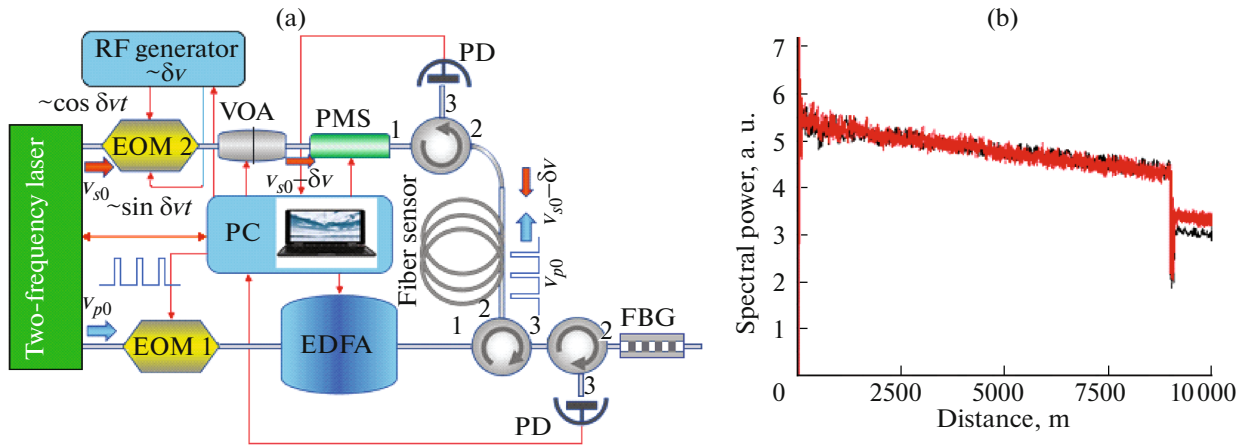 (a)
RF generator
~δν
~cos δνt
EOM 2
VOA
PMS
PD
1
2
3
ν_s0
~sin δνt
ν_s0–δν
PC
Two-frequency laser
ν_p0
EOM 1
EDFA
Fiber sensor
ν_s0–δν
ν_p0
1
2
3
2
3
FBG
PD
(b)
Spectral power, a. u.
7
6
5
4
3
2
1
0
2500
5000
7500
10 000
Distance, m